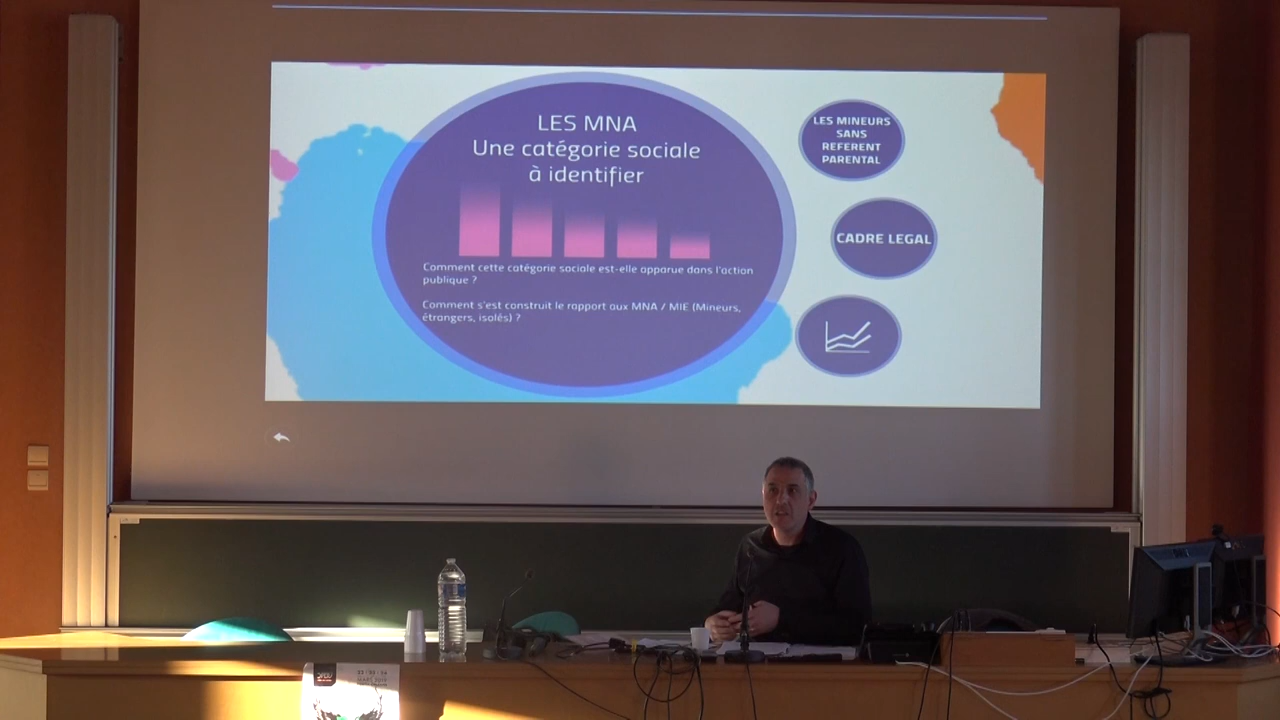 LES MNA
Une catégorie sociale
à identifier
Comment cette catégorie sociale est-elle apparue dans l'action
publique ?
Comment s'est construit le rapport aux MNA / MIE (Mineurs,
étrangers, isolés) ?
LES MINEURS
SANS
REFERENT
PARENTAL
CADRE LEGAL